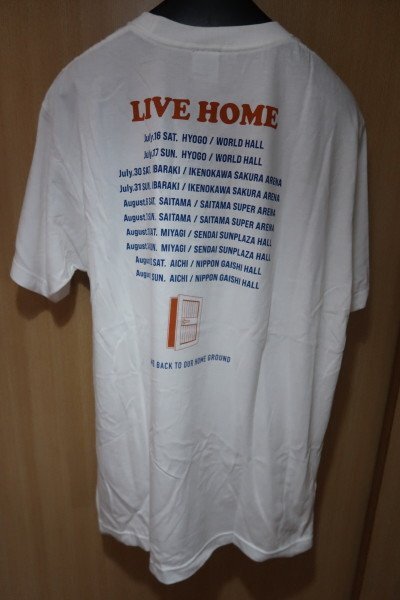 LIVE HOME
July.16 SAT. HYOGO / WORLD HALL
July.17 SUN. HYOGO / WORLD HALL
July.30 SAT. IBARAKI / IKENOKAWA SAKURA ARENA
July.31 SUN. IBARAKI / IKENOKAWA SAKURA ARENA
SAITAMA / SAITAMA SUPER ARENA
SUN. SAITAMA / SAITAMA SUPER ARENA
MIYAGI / SENDAI SUNPLAZA HALL
MIYAGI / SENDAI SUNPLAZA HALL
SAT. AICHI / NIPPON GAISHI HALL
SUN. AICHI / NIPPON GAISHI HALL
BACK TO OUR HOME GROUND